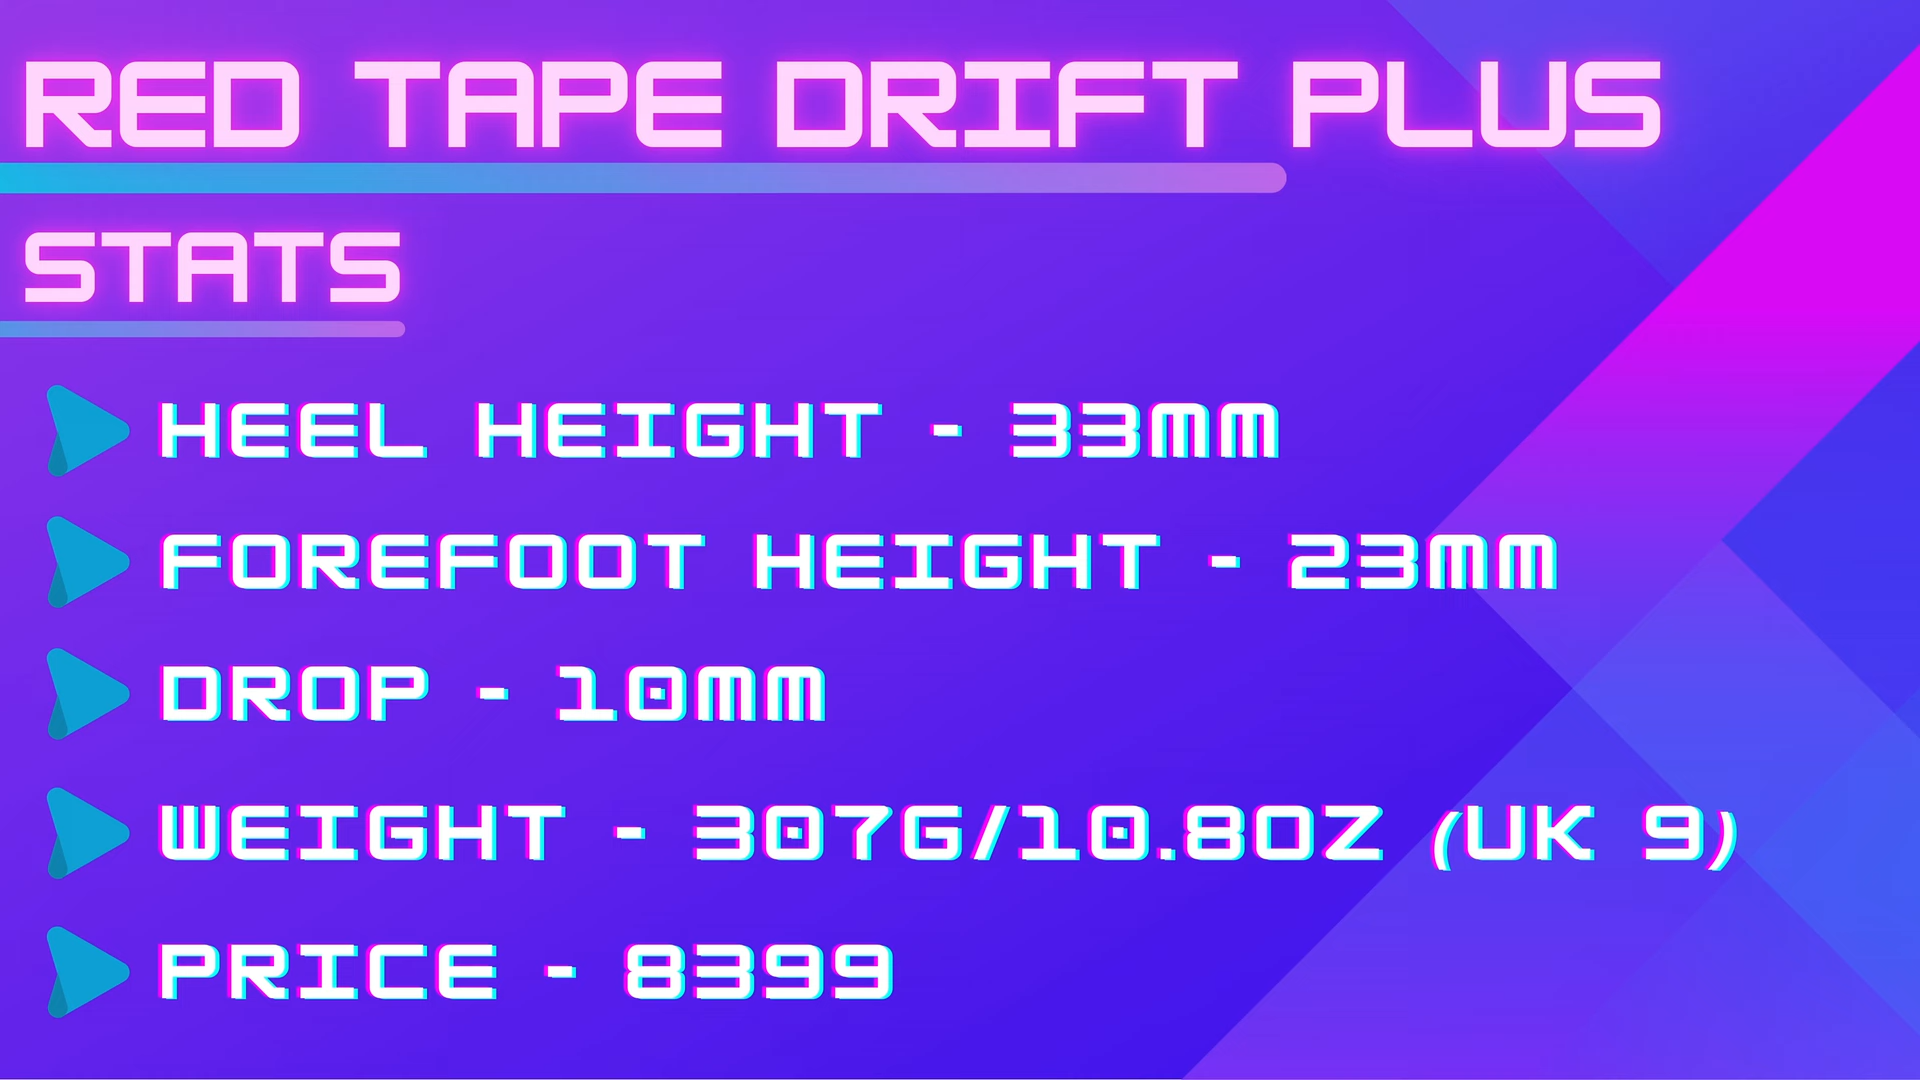 RED TAPE DRIFT PLUS
STATS
HEEL HEIGHT - 33MM
FOREFOOT HEIGHT - 23MM
DROP - 10MM
WEIGHT - 307G/10.8OZ (UK 9)
PRICE - 8399